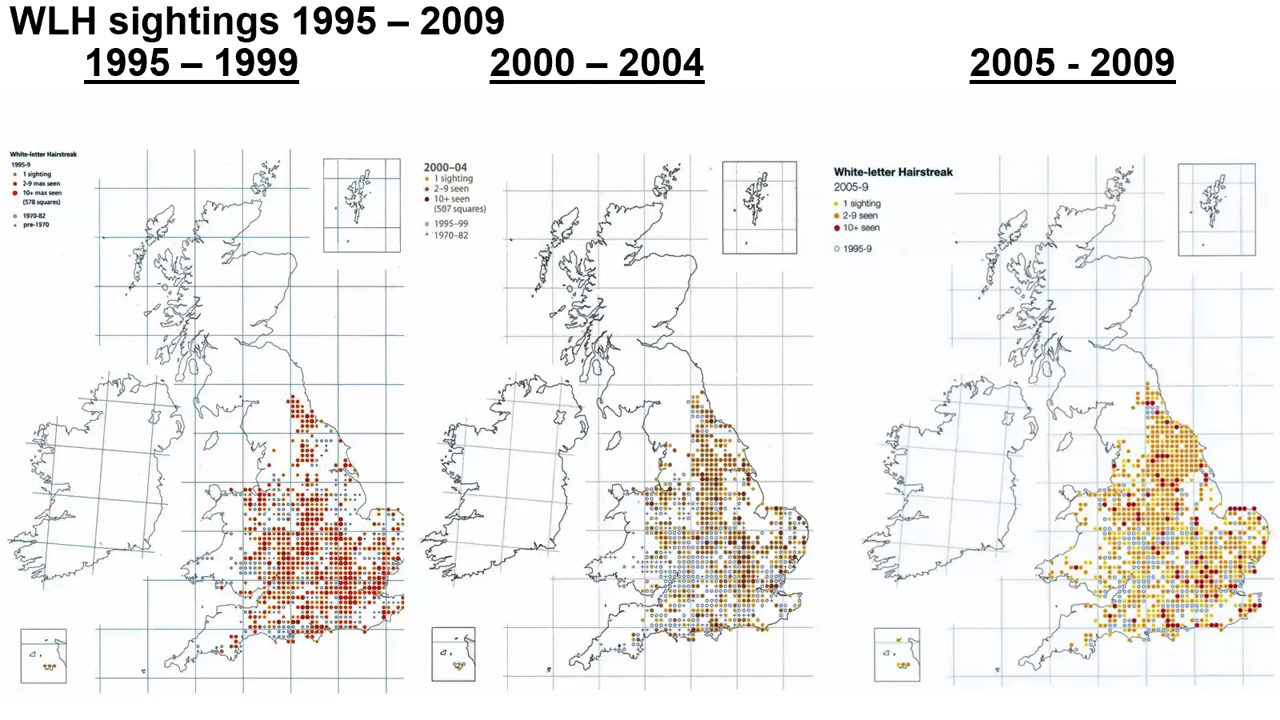 WLH sightings 1995 – 2009
1995 – 1999
2000 – 2004
2005 - 2009
White-letter Hairstreak
1995-9
1 sighting
2-9 max seen
10+ max seen
(578 squares)
1970-82
pre-1970
2000–04
1 sighting
2–9 seen
10+ seen
(507 squares)
1995–99
1970–82
White-letter Hairstreak
2005-9
1 sighting
2-9 seen
10+ seen
1995-9